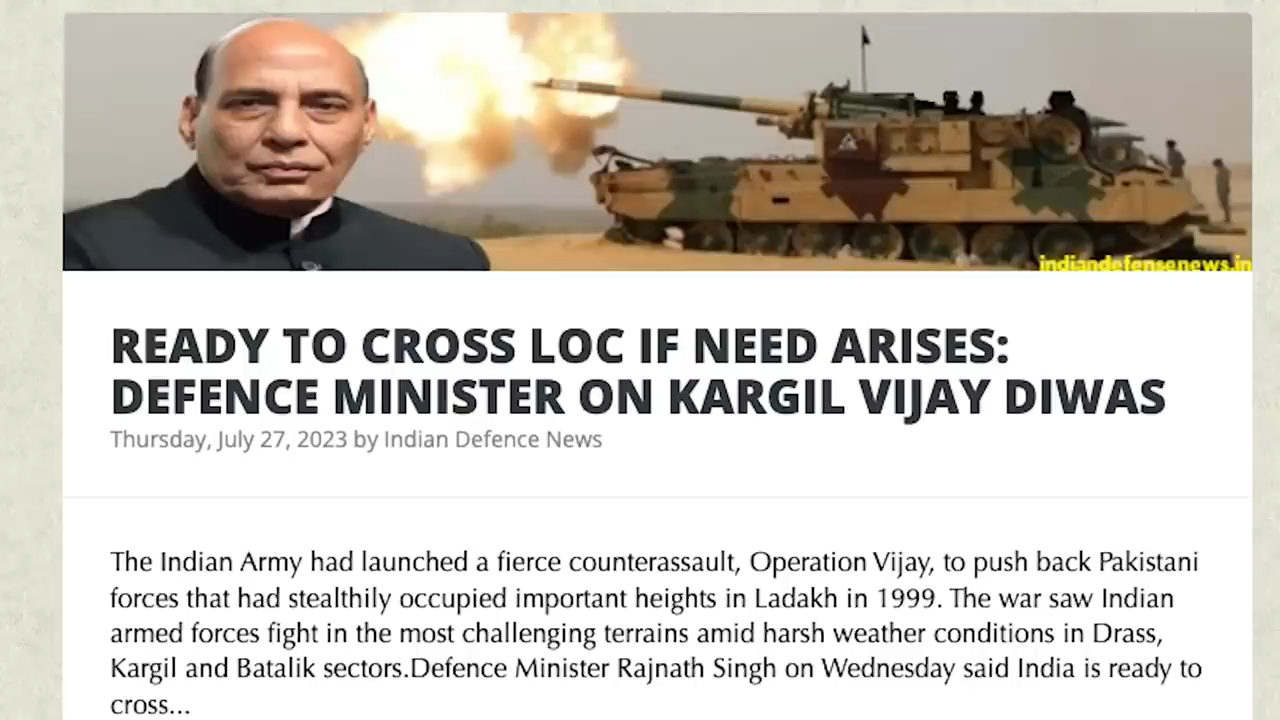 indiandefensenews.in
READY TO CROSS LOC IF NEED ARISES:
DEFENCE MINISTER ON KARGIL VIJAY DIWAS
Thursday, July 27, 2023 by Indian Defence News
The Indian Army had launched a fierce counterassault, Operation Vijay, to push back Pakistani
forces that had stealthily occupied important heights in Ladakh in 1999. The war saw Indian
armed forces fight in the most challenging terrains amid harsh weather conditions in Drass,
Kargil and Batalik sectors.Defence Minister Rajnath Singh on Wednesday said India is ready to
cross...